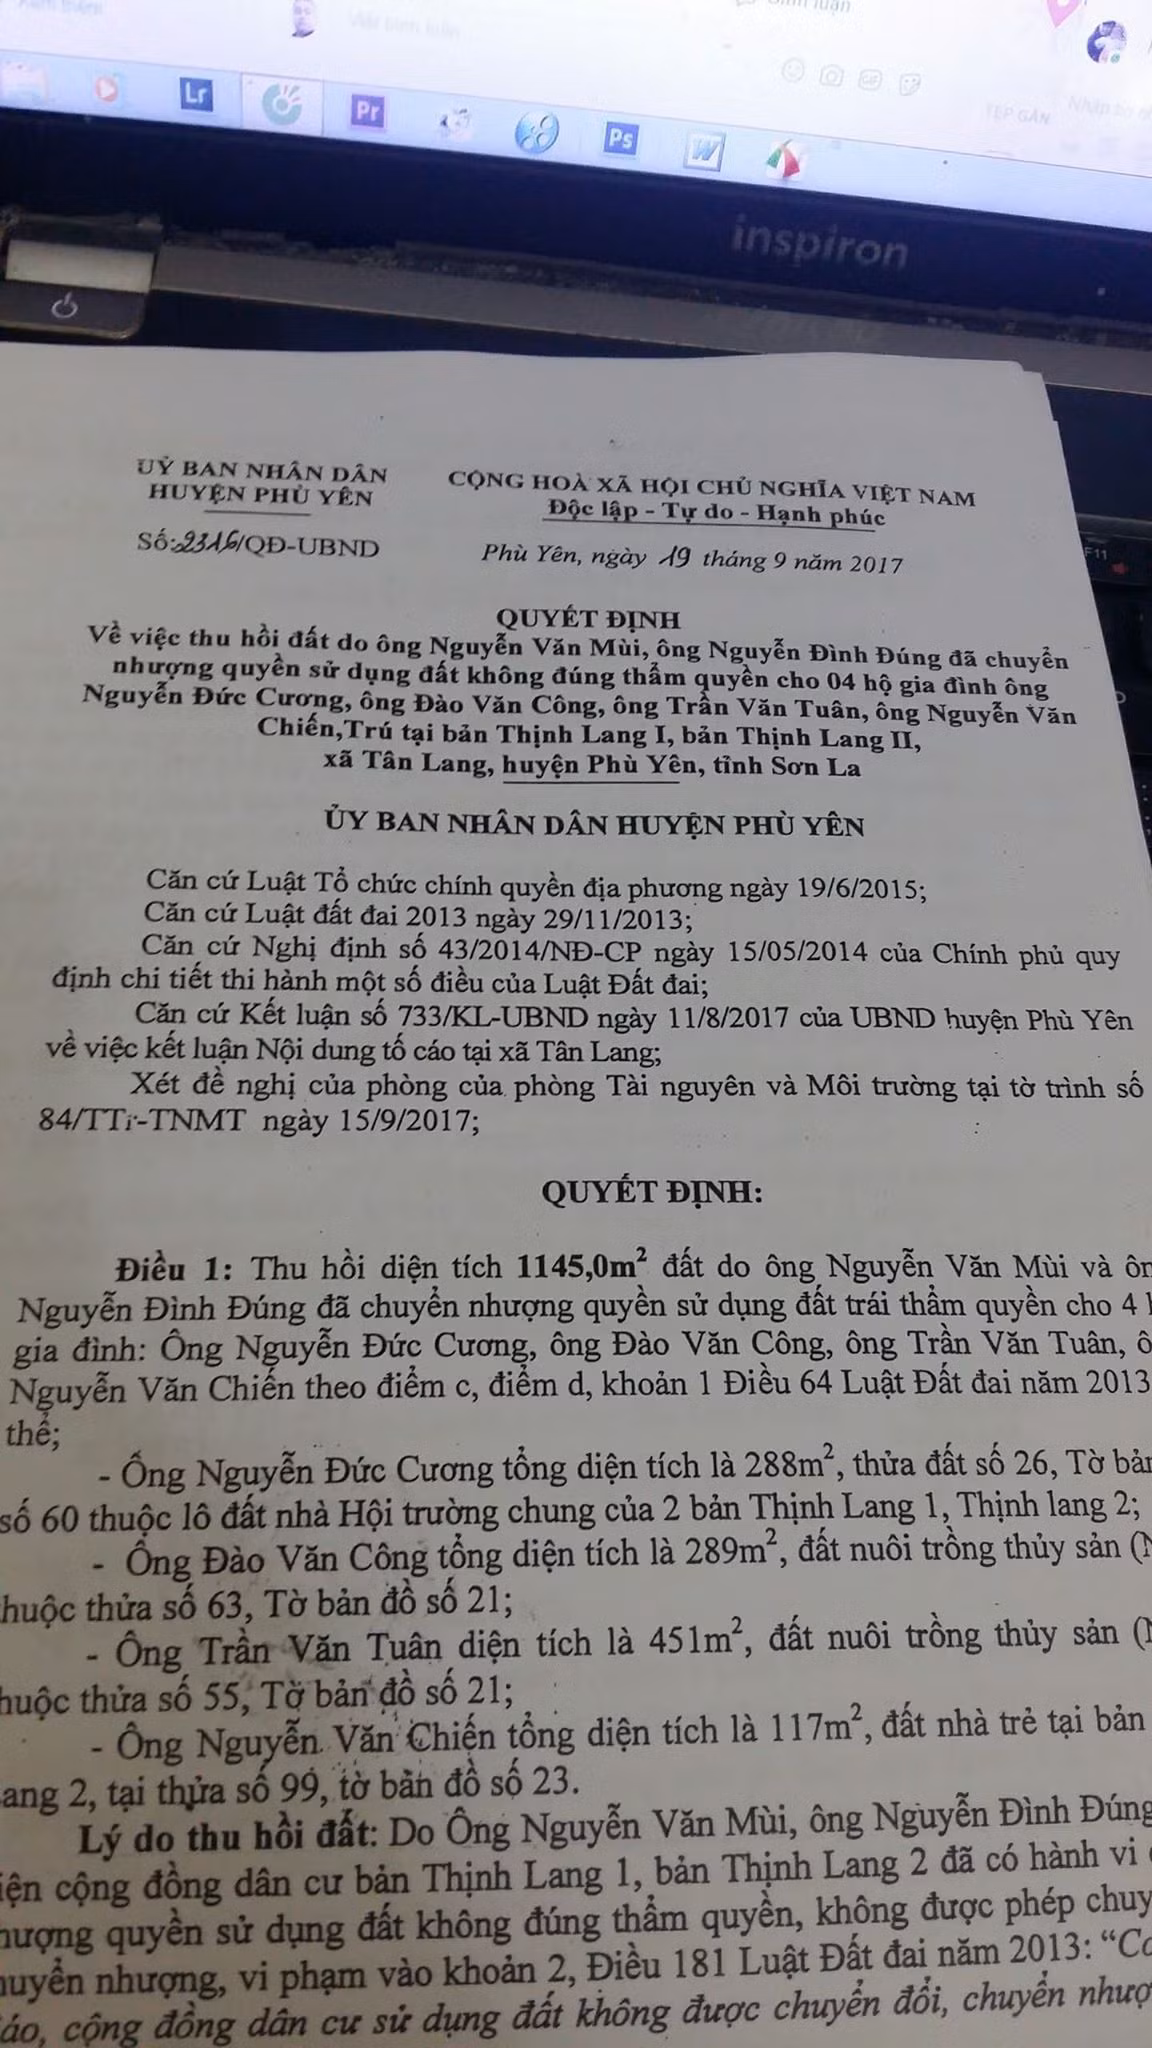 Lr
Pr
Ps
W
TỆP
inspiron
F11
UỶ BAN NHÂN DÂN
HUYỆN PHÙ YÊN
CỘNG HOÀ XÃ HỘI CHỦ NGHĨA VIỆT NAM
Độc lập - Tự do - Hạnh phúc
Số:2316/QĐ-UBND
Phù Yên, ngày 19 tháng 9 năm 2017
QUYẾT ĐỊNH
Về việc thu hồi đất do ông Nguyễn Văn Mùi, ông Nguyễn Đình Đúng đã chuyển
nhượng quyền sử dụng đất không đúng thẩm quyền cho 04 hộ gia đình ông
Nguyễn Đức Cương, ông Đào Văn Công, ông Trần Văn Tuân, ông Nguyễn Văn
Chiến,Trú tại bản Thịnh Lang I, bản Thịnh Lang II,
xã Tân Lang, huyện Phù Yên, tỉnh Sơn La
ỦY BAN NHÂN DÂN HUYỆN PHÙ YÊN
Căn cứ Luật Tổ chức chính quyền địa phương ngày 19/6/2015;
Căn cứ Luật đất đai 2013 ngày 29/11/2013;
Căn cứ Nghị định số 43/2014/NĐ-CP ngày 15/05/2014 của Chính phủ quy
định chi tiết thi hành một số điều của Luật Đất đai;
Căn cứ Kết luận số 733/KL-UBND ngày 11/8/2017 của UBND huyện Phù Yên
về việc kết luận Nội dung tố cáo tại xã Tân Lang;
Xét đề nghị của phòng của phòng Tài nguyên và Môi trường tại tờ trình số
84/TTr-TNMT ngày 15/9/2017;
QUYẾT ĐỊNH:
Điều 1: Thu hồi diện tích 1145,0m² đất do ông Nguyễn Văn Mùi và ôn
Nguyễn Đình Đúng đã chuyển nhượng quyền sử dụng đất trái thẩm quyền cho 4 h
gia đình: Ông Nguyễn Đức Cương, ông Đào Văn Công, ông Trần Văn Tuân, ô
Nguyễn Văn Chiến theo điểm c, điểm d, khoản 1 Điều 64 Luật Đất đai năm 2013
thể;
- Ông Nguyễn Đức Cương tổng diện tích là 288m², thửa đất số 26, Tờ bản
số 60 thuộc lô đất nhà Hội trường chung của 2 bản Thịnh Lang 1, Thịnh lang 2;
- Ông Đào Văn Công tổng diện tích là 289m², đất nuôi trồng thủy sản (N
huộc thửa số 63, Tờ bản đồ số 21;
- Ông Trần Văn Tuân diện tích là 451m², đất nuôi trồng thủy sản (N
huộc thửa số 55, Tờ bản đồ số 21;
- Ông Nguyễn Văn Chiến tổng diện tích là 117m², đất nhà trẻ tại bản
ang 2, tại thửa số 99, tờ bản đồ số 23.
Lý do thu hồi đất: Do Ông Nguyễn Văn Mùi, ông Nguyễn Đình Đúng
iện cộng đồng dân cư bản Thịnh Lang 1, bản Thịnh Lang 2 đã có hành vi c
hượng quyền sử dụng đất không đúng thẩm quyền, không được phép chuy
huyển nhượng, vi phạm vào khoản 2, Điều 181 Luật Đất đai năm 2013: “Cơ
iáo, cộng đồng dân cư sử dụng đất không được chuyển đổi, chuyển nhượ